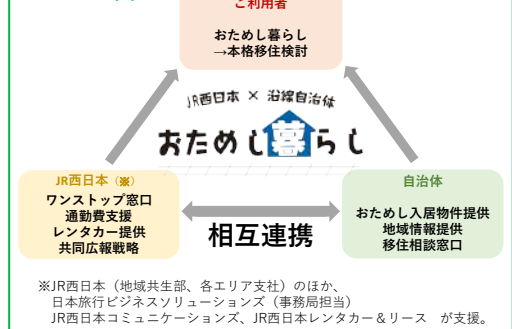 ご利用者
おためし暮らし
→本格移住検討
JR西日本 × 沿線自治体
おためし暮らし
JR西日本（※）
ワンストップ窓口
通勤費支援
レンタカー提供
共同広報戦略
相互連携
自治体
おためし入居物件提供
地域情報提供
移住相談窓口
※JR西日本（地域共生部、各エリア支社）のほか、
日本旅行ビジネスソリューションズ（事務局担当）
JR西日本コミュニケーションズ、JR西日本レンタカー＆リース　が支援。